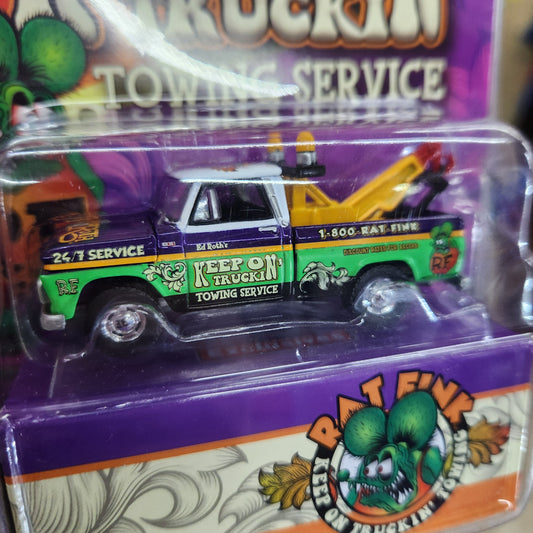 TRUCKIN
TOWING SERVICE
24/7 SERVICE
Ed Roth's
KEEP ON
TRUCKIN'
TOWING SERVICE
1-800-RAT FINK
RF
RF
RAT FINK
KEEP ON TRUCKIN' TOWING